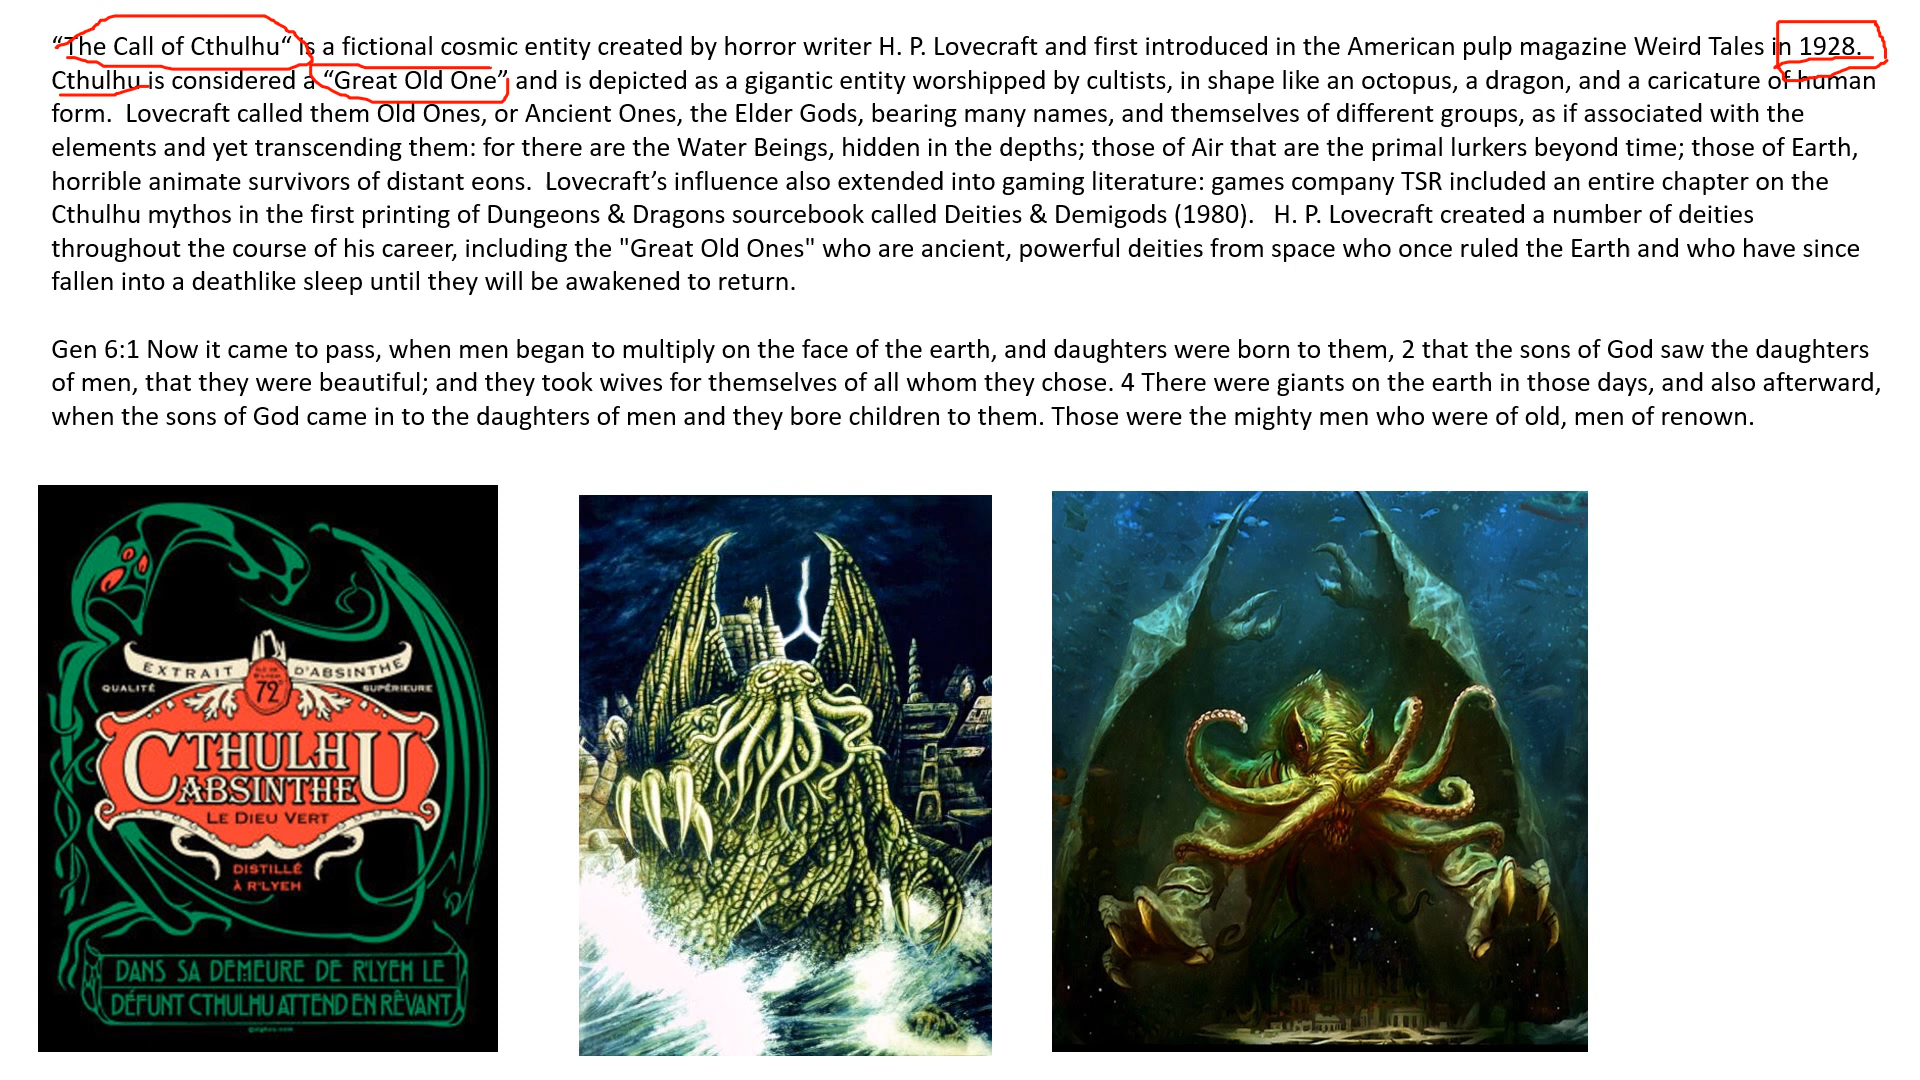 “The Call of Cthulhu“ is a fictional cosmic entity created by horror writer H. P. Lovecraft and first introduced in the American pulp magazine Weird Tales in 1928.
Cthulhu is considered a “Great Old One”, and is depicted as a gigantic entity worshipped by cultists, in shape like an octopus, a dragon, and a caricature of human
form.  Lovecraft called them Old Ones, or Ancient Ones, the Elder Gods, bearing many names, and themselves of different groups, as if associated with the
elements and yet transcending them: for there are the Water Beings, hidden in the depths; those of Air that are the primal lurkers beyond time; those of Earth,
horrible animate survivors of distant eons.  Lovecraft’s influence also extended into gaming literature: games company TSR included an entire chapter on the
Cthulhu mythos in the first printing of Dungeons & Dragons sourcebook called Deities & Demigods (1980).   H. P. Lovecraft created a number of deities
throughout the course of his career, including the "Great Old Ones" who are ancient, powerful deities from space who once ruled the Earth and who have since
fallen into a deathlike sleep until they will be awakened to return.
Gen 6:1 Now it came to pass, when men began to multiply on the face of the earth, and daughters were born to them, 2 that the sons of God saw the daughters
of men, that they were beautiful; and they took wives for themselves of all whom they chose. 4 There were giants on the earth in those days, and also afterward,
when the sons of God came in to the daughters of men and they bore children to them. Those were the mighty men who were of old, men of renown.
EXTRAIT D'ABSINTHE
QUALITÉ 72° SUPÉRIEURE
CTHULHU
ABSINTHE
LE DIEU VERT
DISTILLÉ
À R'LYEH
DANS SA DEMEURE DE R'LYEH LE
DÉFUNT CTHULHU ATTEND EN RÊVANT